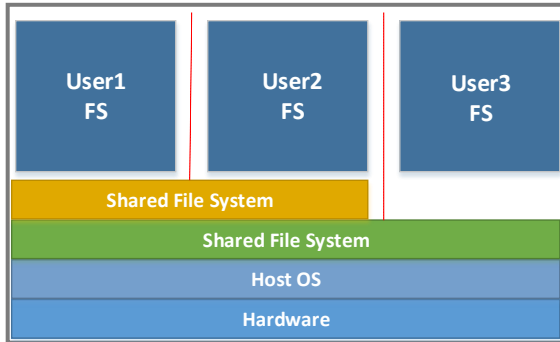 User1
FS
User2
FS
User3
FS
Shared File System
Shared File System
Host OS
Hardware